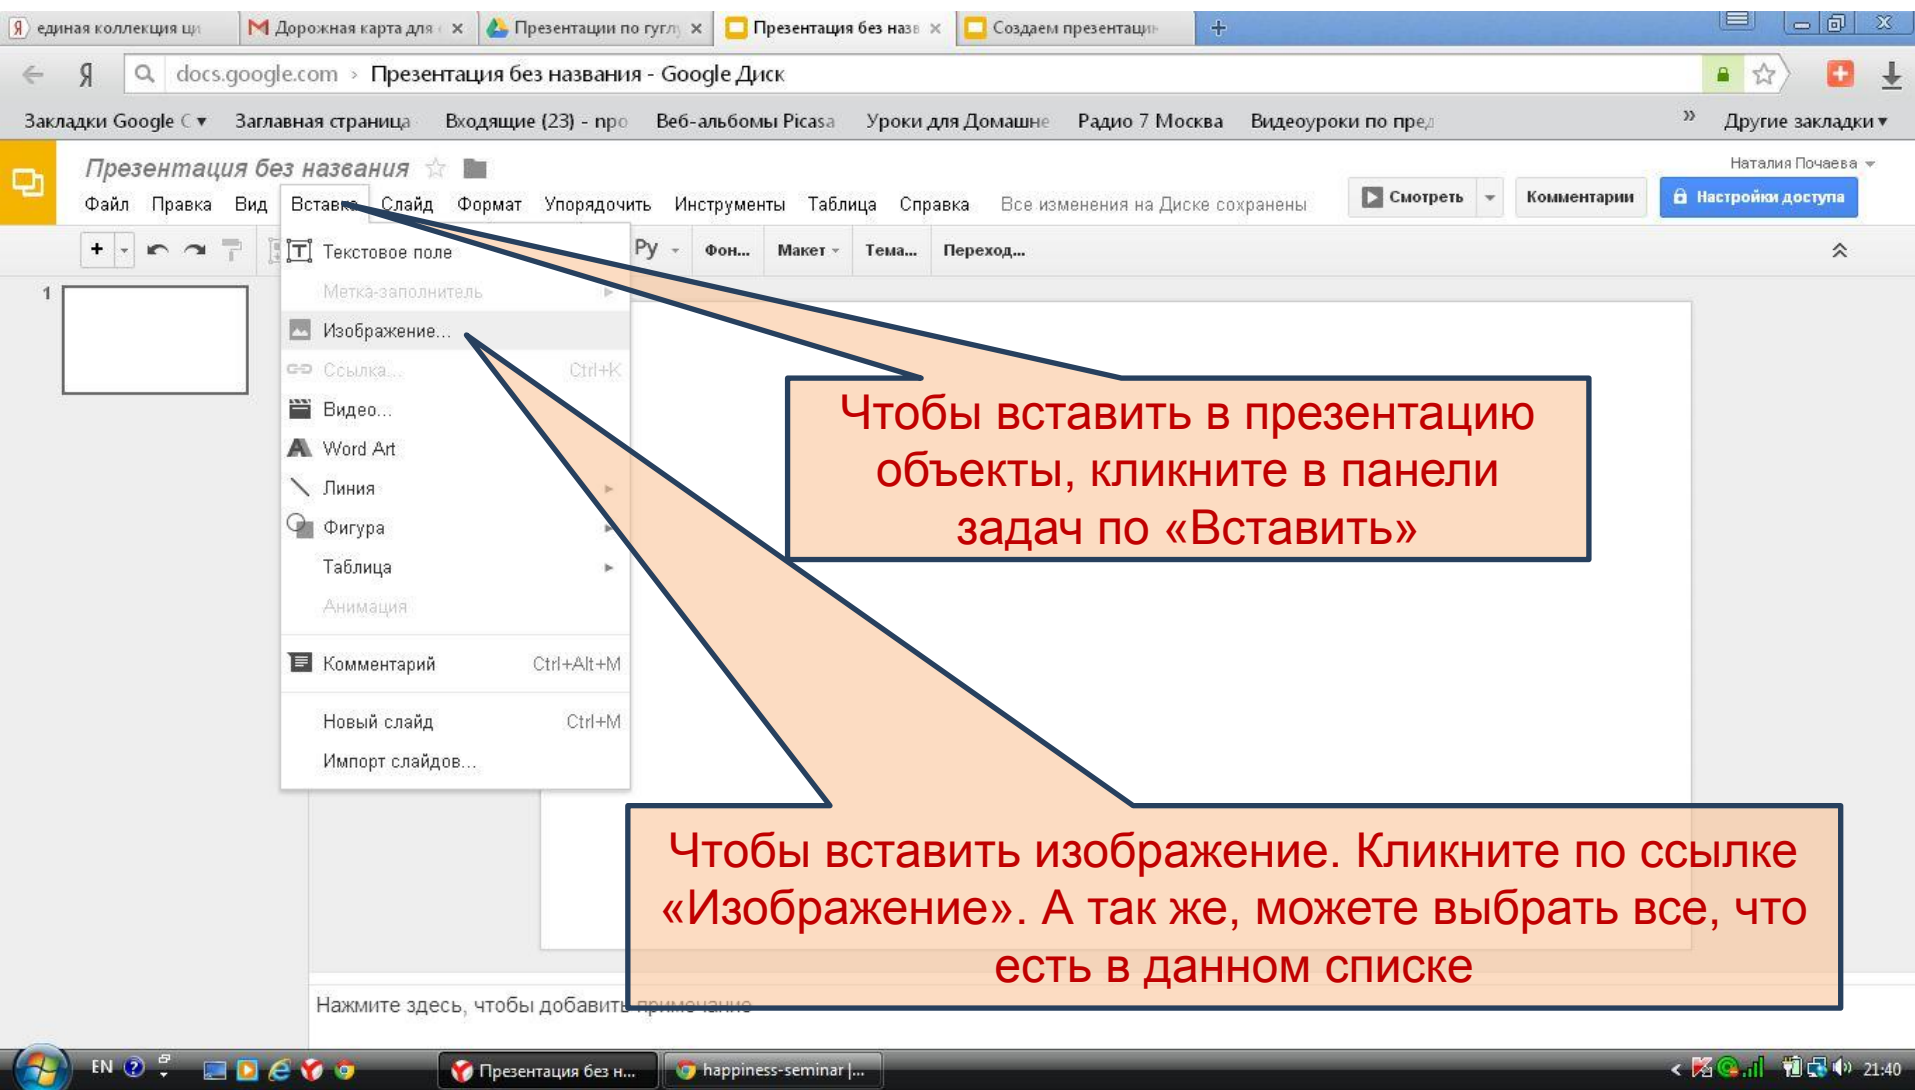 единая коллекция ци
Дорожная карта для
Презентации по гугл
Презентация без назв
Создаем презентаци
docs.google.com › Презентация без названия - Google Диск
Закладки Google С
Заглавная страница
Входящие (23) - про
Веб-альбомы Picasa
Уроки для Домашне
Радио 7 Москва
Видеоуроки по пред
» Другие закладки
Презентация без названия
Наталия Почаева
Файл Правка Вид Вставка Слайд Формат Упорядочить Инструменты Таблица Справка Все изменения на Диске сохранены
Смотреть
Комментарии
Настройки доступа
Ру Фон... Макет Тема... Переход...
1
Текстовое поле
Метка-заполнитель
Изображение...
Ссылка... Ctrl+K
Видео...
Word Art
Линия
Фигура
Таблица
Анимация
Комментарий Ctrl+Alt+M
Новый слайд Ctrl+M
Импорт слайдов...
Чтобы вставить в презентацию
объекты, кликните в панели
задач по «Вставить»
Чтобы вставить изображение. Кликните по ссылке
«Изображение». А так же, можете выбрать все, что
есть в данном списке
Нажмите здесь, чтобы добавить примечание
EN
Презентация без н...
happiness-seminar |...
21:40